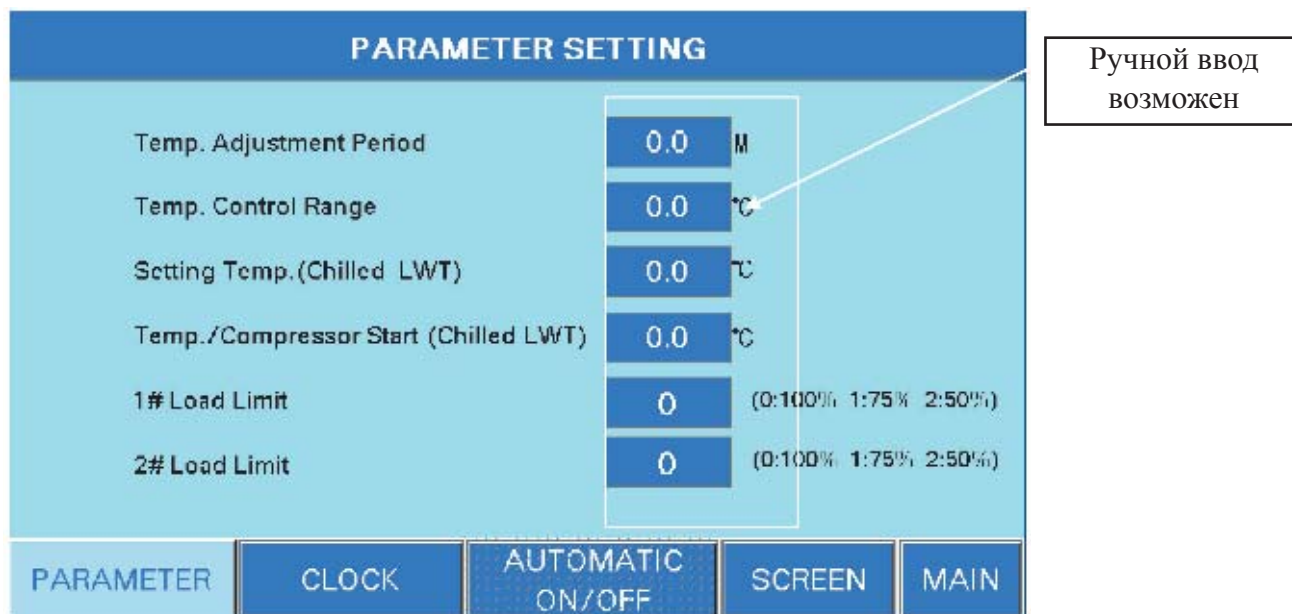 PARAMETER SETTING
Ручной ввод
возможен
Temp. Adjustment Period 0.0 M
Temp. Control Range 0.0 °C
Setting Temp.(Chilled LWT) 0.0 °C
Temp./Compressor Start (Chilled LWT) 0.0 °C
1# Load Limit 0 (0:100% 1:75% 2:50%)
2# Load Limit 0 (0:100% 1:75% 2:50%)
PARAMETER CLOCK AUTOMATIC ON/OFF SCREEN MAIN